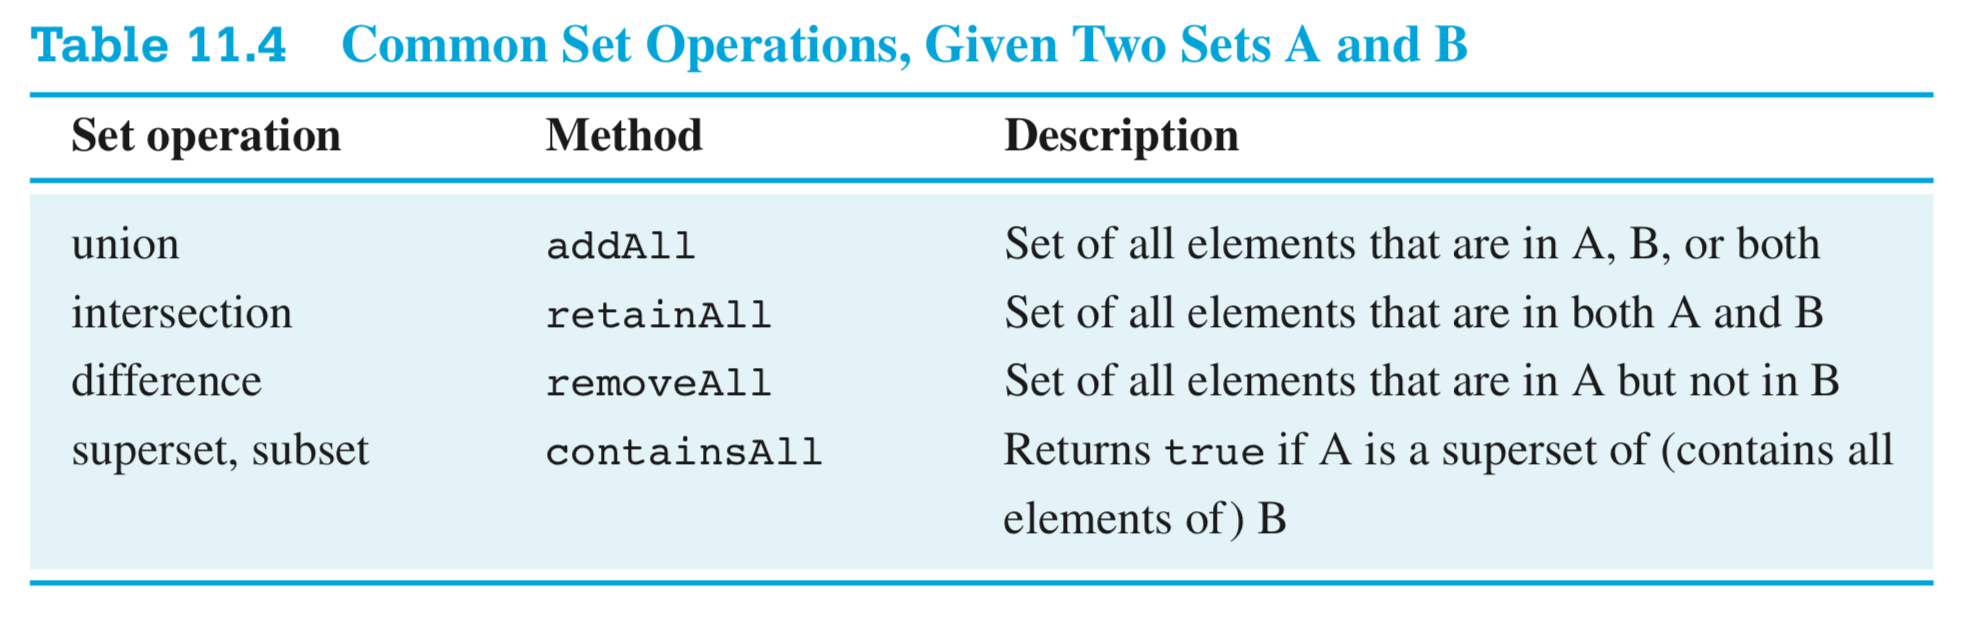 Table 11.4 Common Set Operations, Given Two Sets A and B
Set operation Method Description
union addAll Set of all elements that are in A, B, or both
intersection retainAll Set of all elements that are in both A and B
difference removeAll Set of all elements that are in A but not in B
superset, subset containsAll Returns true if A is a superset of (contains all
elements of) B